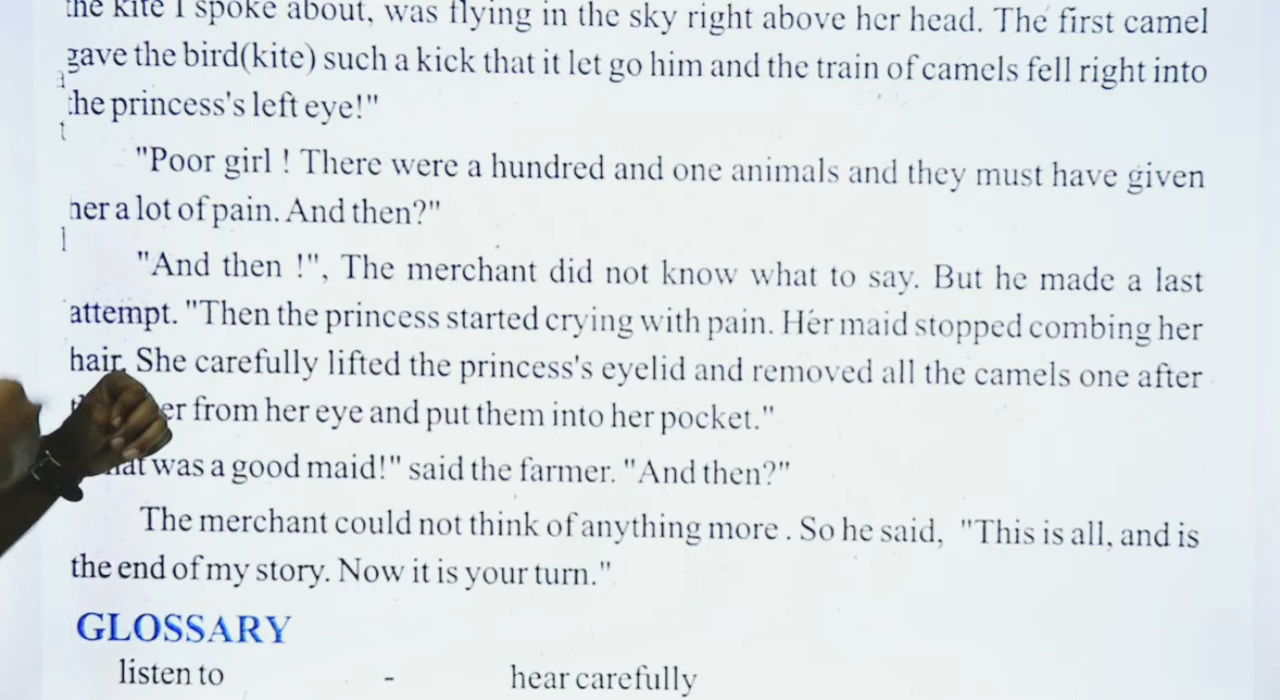 the kite I spoke about, was flying in the sky right above her head. The first camel
gave the bird(kite) such a kick that it let go him and the train of camels fell right into
the princess's left eye!"
"Poor girl ! There were a hundred and one animals and they must have given
her a lot of pain. And then?"
"And then !", The merchant did not know what to say. But he made a last
attempt. "Then the princess started crying with pain. Her maid stopped combing her
hair. She carefully lifted the princess's eyelid and removed all the camels one after
from her eye and put them into her pocket."
was a good maid!" said the farmer. "And then?"
The merchant could not think of anything more . So he said, "This is all, and is
the end of my story. Now it is your turn."
GLOSSARY
listen to - hear carefully